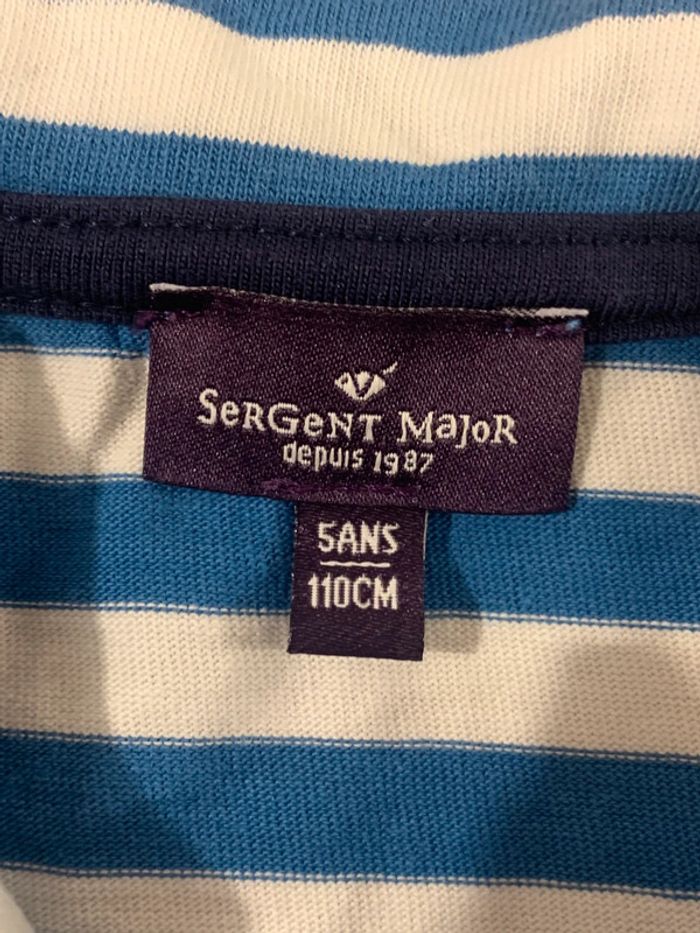 SeRGeNT MaJoR
depuis 1987
5ANS
110CM